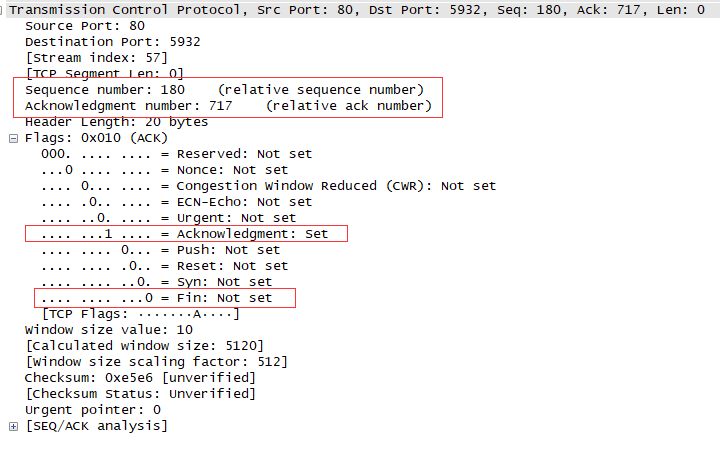 Transmission Control Protocol, Src Port: 80, Dst Port: 5932, Seq: 180, Ack: 717, Len: 0
Source Port: 80
Destination Port: 5932
[Stream index: 57]
[TCP Segment Len: 0]
Sequence number: 180    (relative sequence number)
Acknowledgment number: 717    (relative ack number)
Header Length: 20 bytes
Flags: 0x010 (ACK)
000. .... .... = Reserved: Not set
...0 .... .... = Nonce: Not set
.... 0... .... = Congestion Window Reduced (CWR): Not set
.... .0.. .... = ECN-Echo: Not set
.... ..0. .... = Urgent: Not set
.... ...1 .... = Acknowledgment: Set
.... .... 0... = Push: Not set
.... .... .0.. = Reset: Not set
.... .... ..0. = Syn: Not set
.... .... ...0 = Fin: Not set
[TCP Flags: ·······A····]
Window size value: 10
[Calculated window size: 5120]
[Window size scaling factor: 512]
Checksum: 0xe5e6 [unverified]
[Checksum Status: Unverified]
Urgent pointer: 0
[SEQ/ACK analysis]